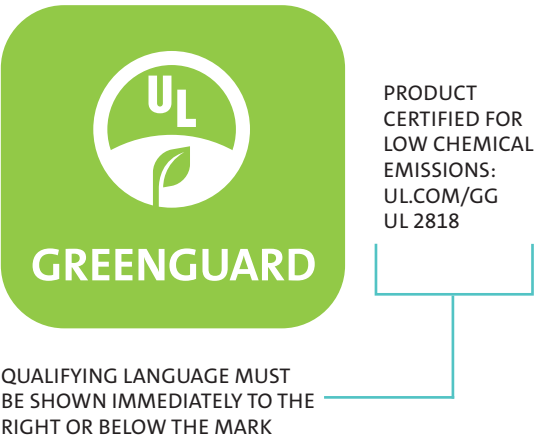 UL
GREENGUARD
PRODUCT
CERTIFIED FOR
LOW CHEMICAL
EMISSIONS:
UL.COM/GG
UL 2818
QUALIFYING LANGUAGE MUST
BE SHOWN IMMEDIATELY TO THE
RIGHT OR BELOW THE MARK